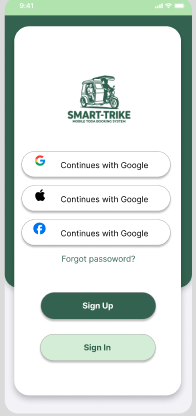 9:41
SMART-TRIKE
MOBILE TODA BOOKING SYSTEM
Continues with Google
Continues with Google
Continues with Google
Forgot passoword?
Sign Up
Sign In